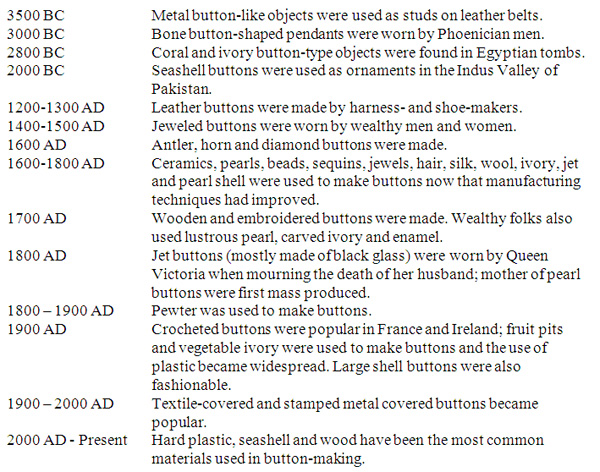 3500 BC Metal button-like objects were used as studs on leather belts.
3000 BC Bone button-shaped pendants were worn by Phoenician men.
2800 BC Coral and ivory button-type objects were found in Egyptian tombs.
2000 BC Seashell buttons were used as ornaments in the Indus Valley of
Pakistan.
1200-1300 AD Leather buttons were made by harness- and shoe-makers.
1400-1500 AD Jeweled buttons were worn by wealthy men and women.
1600 AD Antler, horn and diamond buttons were made.
1600-1800 AD Ceramics, pearls, beads, sequins, jewels, hair, silk, wool, ivory, jet
and pearl shell were used to make buttons now that manufacturing
techniques had improved.
1700 AD Wooden and embroidered buttons were made. Wealthy folks also
used lustrous pearl, carved ivory and enamel.
1800 AD Jet buttons (mostly made of black glass) were worn by Queen
Victoria when mourning the death of her husband; mother of pearl
buttons were first mass produced.
1800 – 1900 AD Pewter was used to make buttons.
1900 AD Crocheted buttons were popular in France and Ireland; fruit pits
and vegetable ivory were used to make buttons and the use of
plastic became widespread. Large shell buttons were also
fashionable.
1900 – 2000 AD Textile-covered and stamped metal covered buttons became
popular.
2000 AD - Present Hard plastic, seashell and wood have been the most common
materials used in button-making.